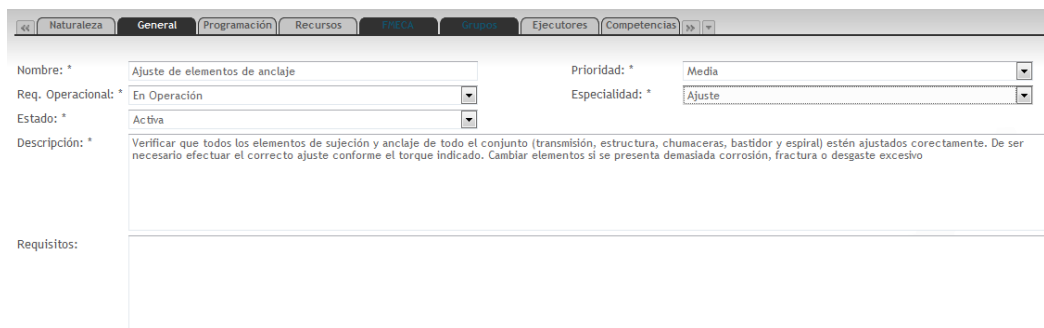 « Naturaleza General Programación Recursos FMECA Grupos Ejecutores Competencias »
Nombre: * Ajuste de elementos de anclaje Prioridad: * Media
Req. Operacional: * En Operación Especialidad: * Ajuste
Estado: * Activa
Descripción: * Verificar que todos los elementos de sujeción y anclaje de todo el conjunto (transmisión, estructura, chumaceras, bastidor y espiral) estén ajustados corectamente. De ser
necesario efectuar el correcto ajuste conforme el torque indicado. Cambiar elementos si se presenta demasiada corrosión, fractura o desgaste excesivo
Requisitos: